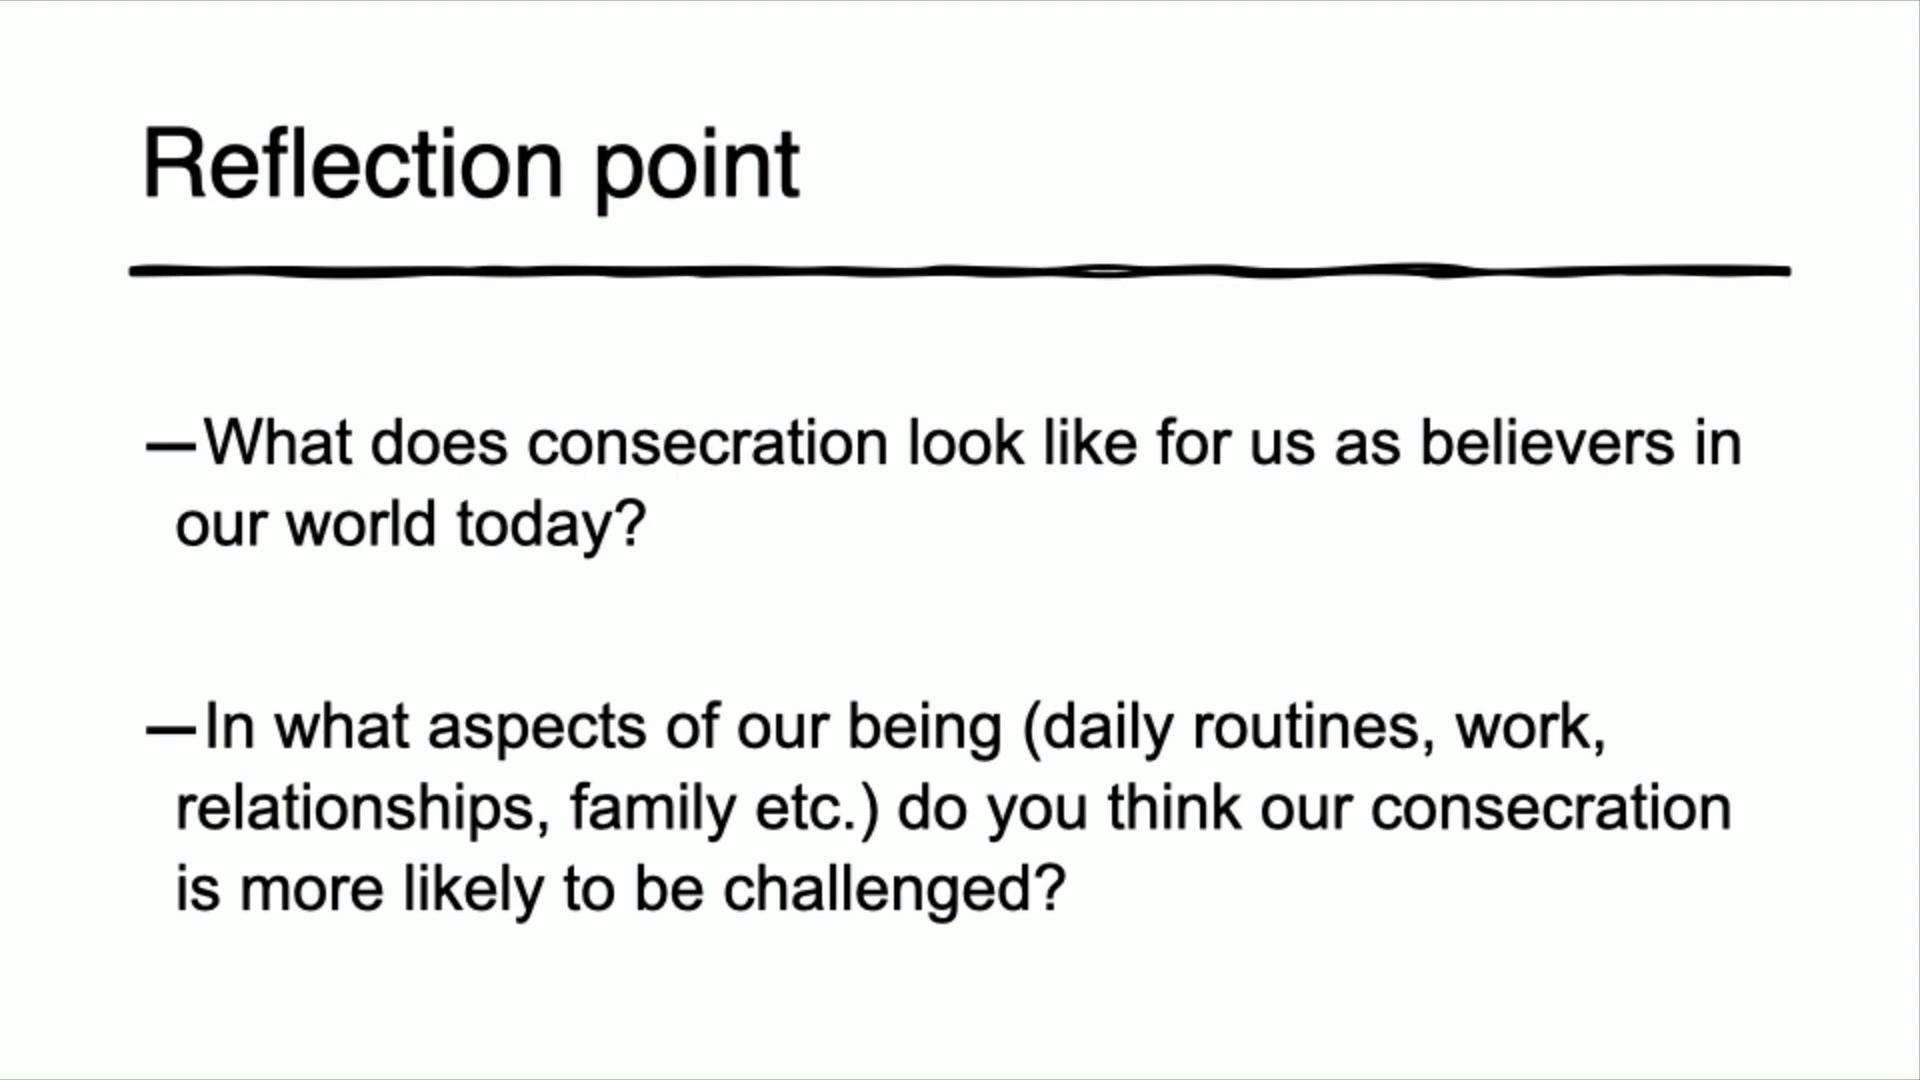 Reflection point
—What does consecration look like for us as believers in
our world today?
—In what aspects of our being (daily routines, work,
relationships, family etc.) do you think our consecration
is more likely to be challenged?